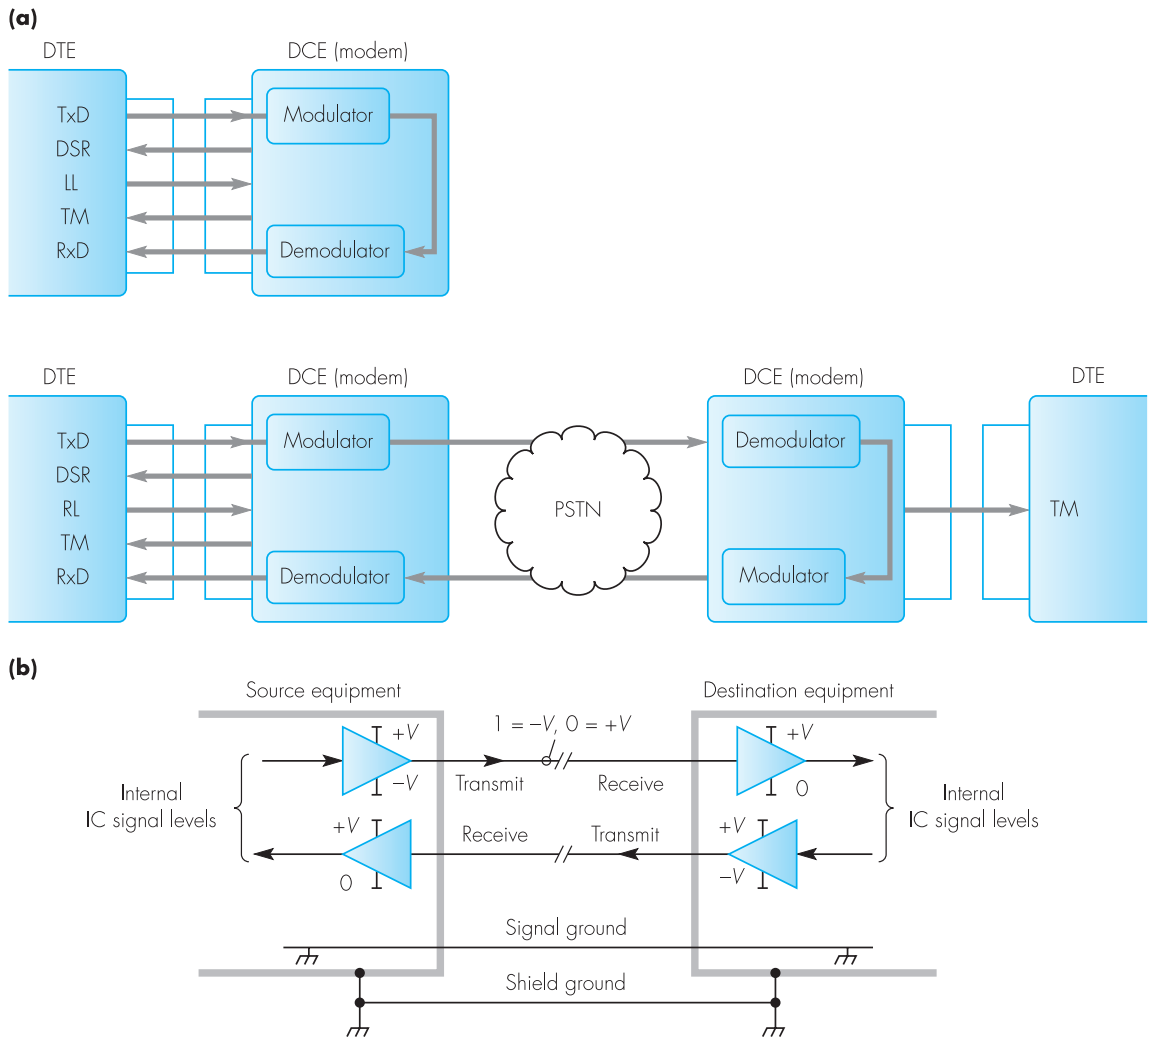 (a)
DTE
DCE (modem)
TxD
Modulator
DSR
LL
TM
RxD
Demodulator
DTE
DCE (modem)
DCE (modem)
DTE
TxD
Modulator
Demodulator
DSR
RL
PSTN
TM
TM
RxD
Demodulator
Modulator
(b)
Source equipment
Destination equipment
1 = –V, 0 = +V
+V
+V
–V
Transmit
Receive
0
Internal
IC signal levels
Internal
IC signal levels
+V
Receive
Transmit
+V
0
–V
Signal ground
Shield ground